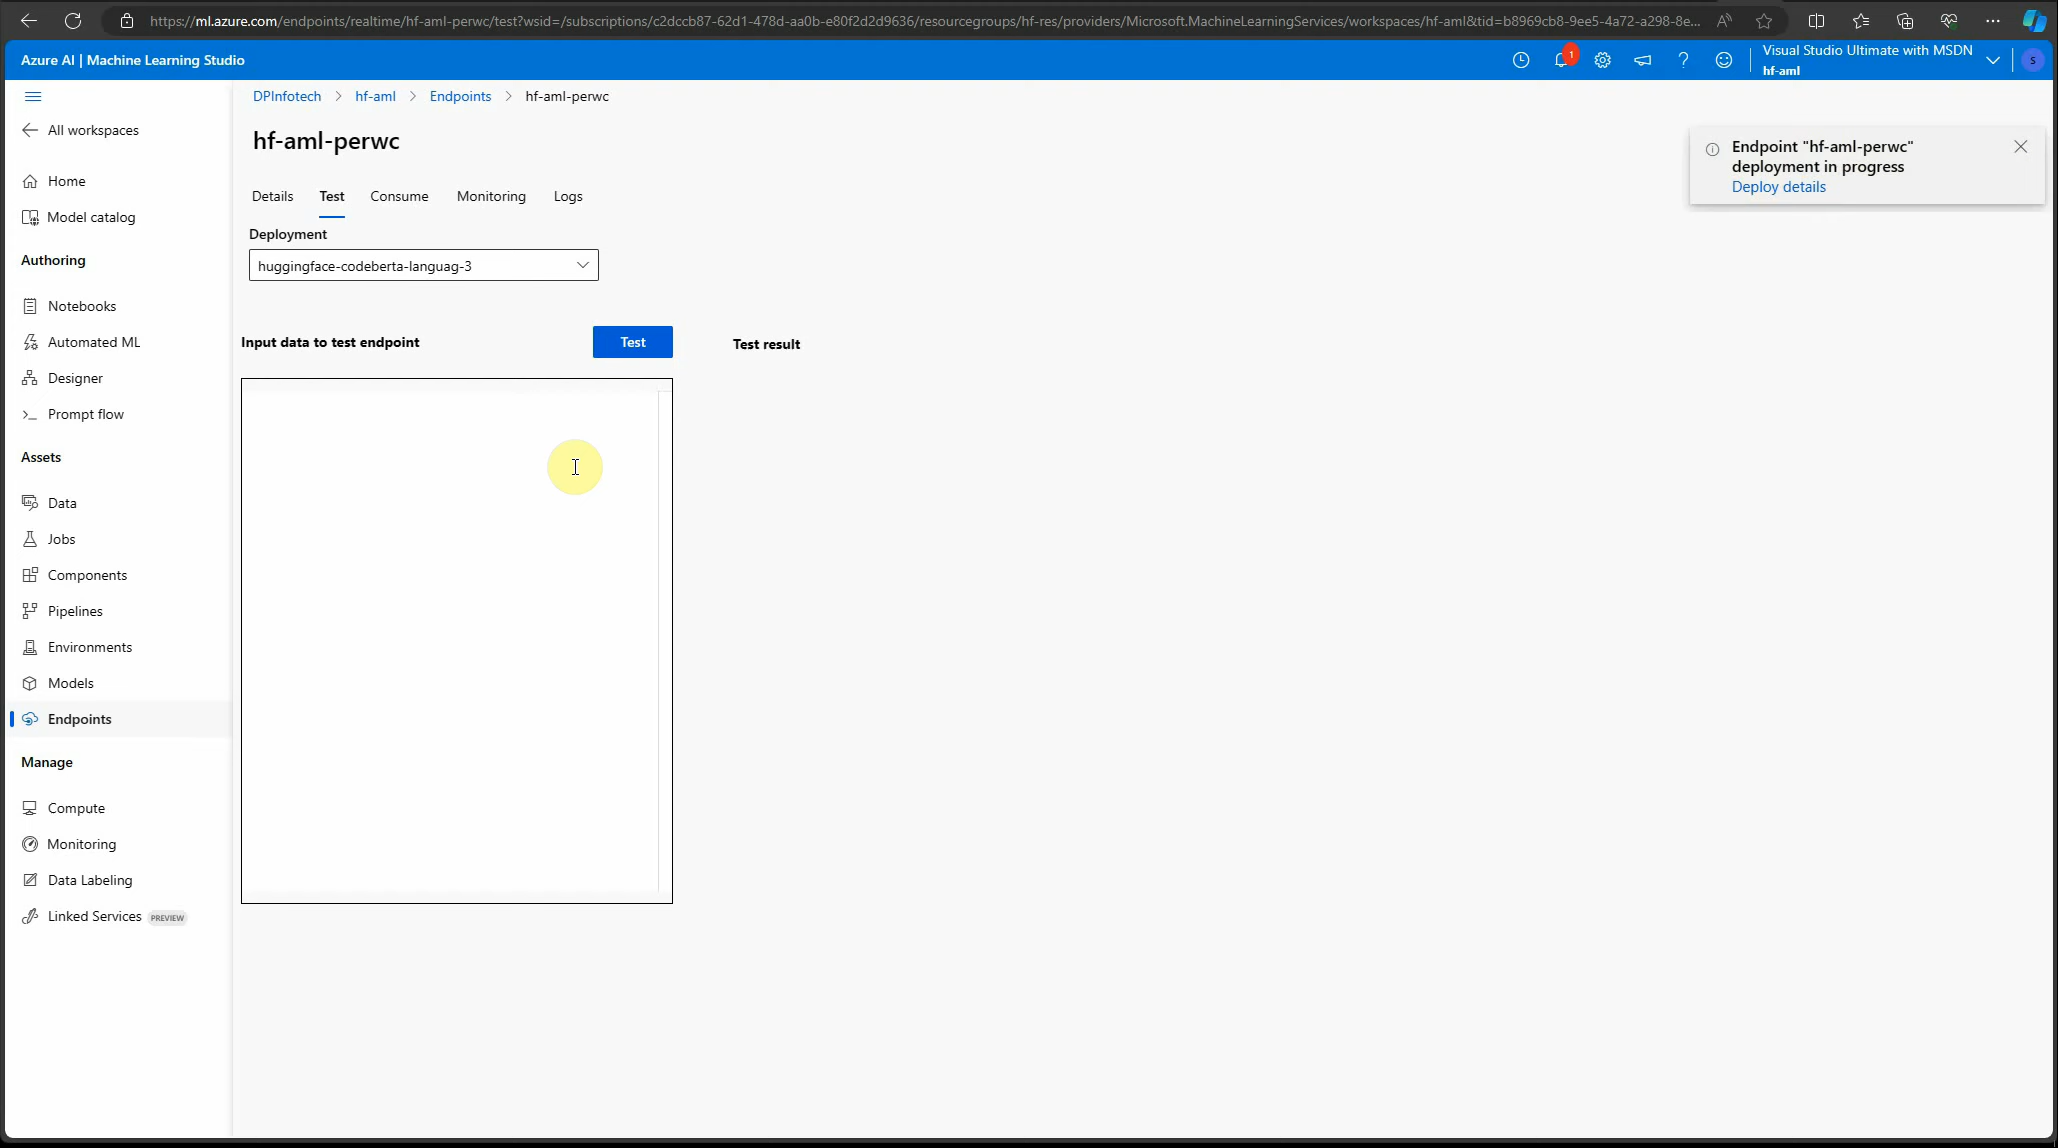 https://ml.azure.com/endpoints/realtime/hf-aml-perwc/test?wsid=/subscriptions/c2dccb87-62d1-478d-aa0b-e80f2d2d9636/resourcegroups/hf-res/providers/Microsoft.MachineLearningServices/workspaces/hf-aml&tid=b8969cb8-9ee5-4a72-a298-8e...
Azure AI | Machine Learning Studio
1
Visual Studio Ultimate with MSDN
hf-aml
S
All workspaces
Home
Model catalog
Authoring
Notebooks
Automated ML
Designer
Prompt flow
Assets
Data
Jobs
Components
Pipelines
Environments
Models
Endpoints
Manage
Compute
Monitoring
Data Labeling
Linked Services PREVIEW
DPInfotech > hf-aml > Endpoints > hf-aml-perwc
hf-aml-perwc
Details Test Consume Monitoring Logs
Deployment
huggingface-codeberta-languag-3
Input data to test endpoint
Test
Test result
Endpoint "hf-aml-perwc"
deployment in progress
Deploy details